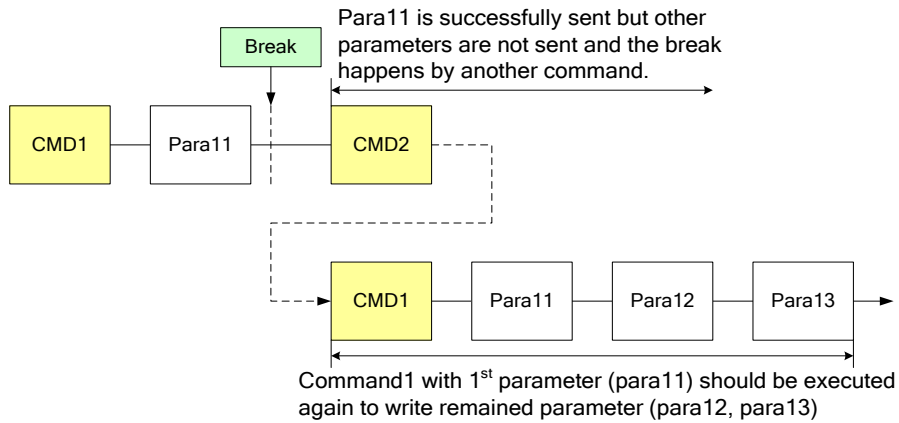 Para11 is successfully sent but other
parameters are not sent and the break
happens by another command.
Break
CMD1
Para11
CMD2
CMD1
Para11
Para12
Para13
Command1 with 1st parameter (para11) should be executed
again to write remained parameter (para12, para13)